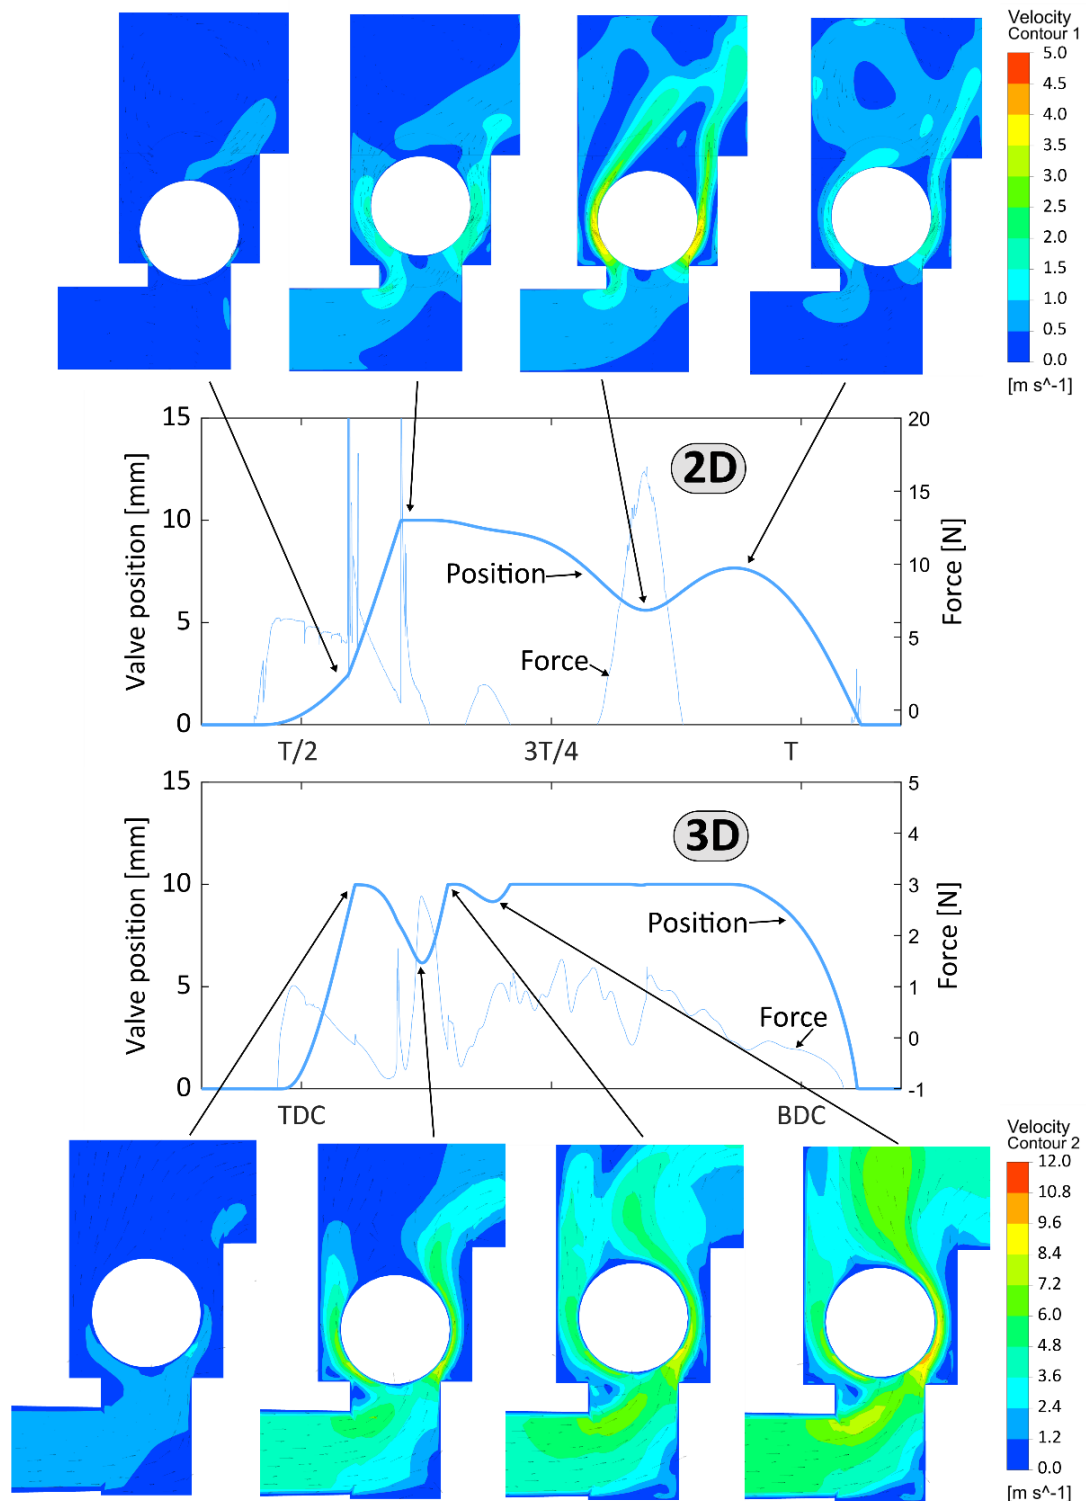 Velocity
Contour 1
5.0
4.5
4.0
3.5
3.0
2.5
2.0
1.5
1.0
0.5
0.0
[m s^-1]
15
10
5
0
Valve position [mm]
2D
Position
Force
20
15
10
5
0
Force [N]
T/2
3T/4
T
15
10
5
0
Valve position [mm]
3D
Position
Force
5
4
3
2
1
0
-1
Force [N]
TDC
BDC
Velocity
Contour 2
12.0
10.8
9.6
8.4
7.2
6.0
4.8
3.6
2.4
1.2
0.0
[m s^-1]